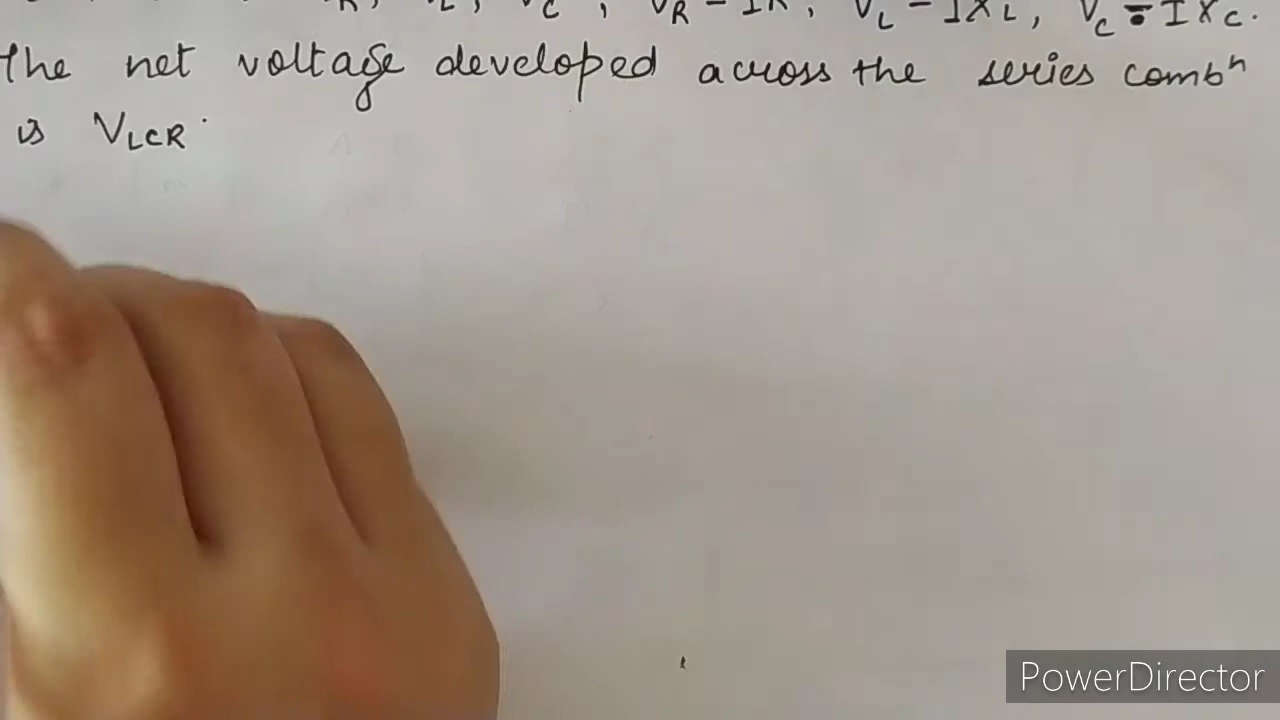 V_R = IR, V_L = IX_L, V_C = IX_C.
the net voltage developed across the series combⁿ
is V_LCR.
PowerDirector